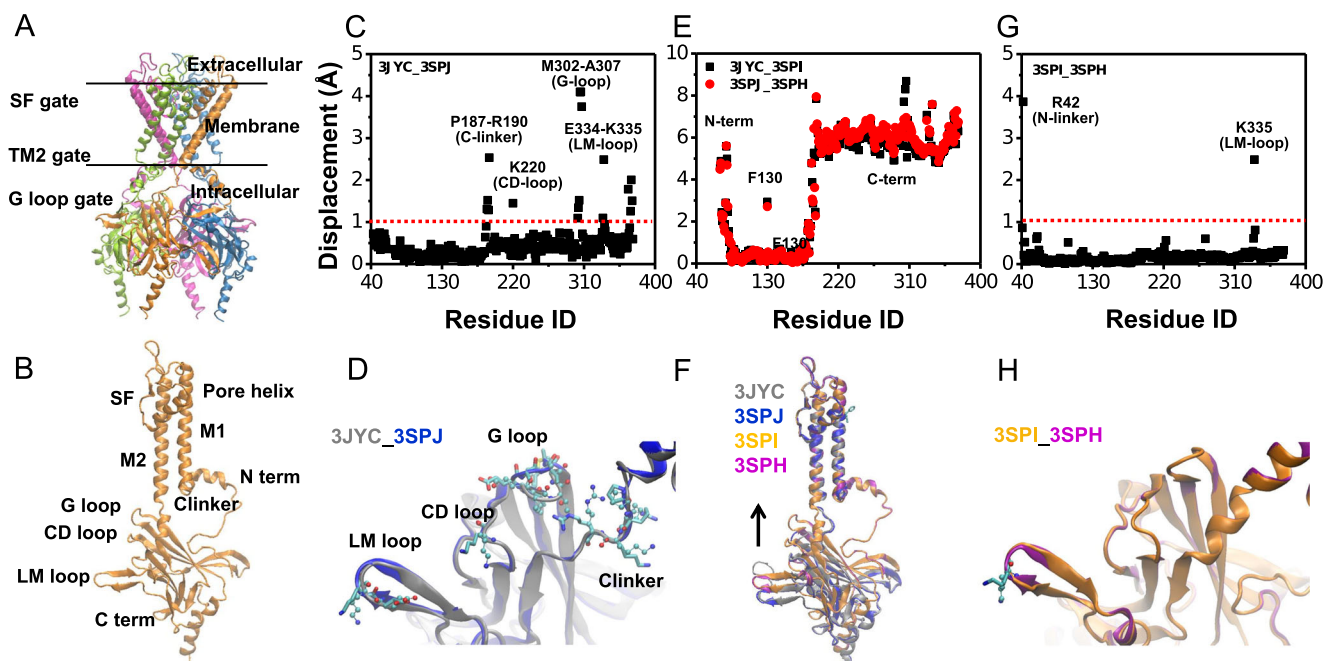 A
Extracellular
SF gate
Membrane
TM2 gate
Intracellular
G loop gate
C
5
4
3
2
1
0
Displacement (Å)
3JYC_3SPJ
M302-A307
(G-loop)
P187-R190
(C-linker)
E334-K335
(LM-loop)
K220
(CD-loop)
40 130 220 310 400
Residue ID
E
10
8
6
4
2
0
3JYC_3SPI
3SPJ_3SPH
N-term
F130
C-term
F130
40 130 220 310 400
Residue ID
G
5
4
3
2
1
0
3SPI_3SPH
R42
(N-linker)
K335
(LM-loop)
40 130 220 310 400
Residue ID
B
SF
Pore helix
M1
M2
N term
G loop
Clinker
CD loop
LM loop
C term
D
3JYC_3SPJ
G loop
CD loop
LM loop
Clinker
F
3JYC
3SPJ
3SPI
3SPH
H
3SPI_3SPH